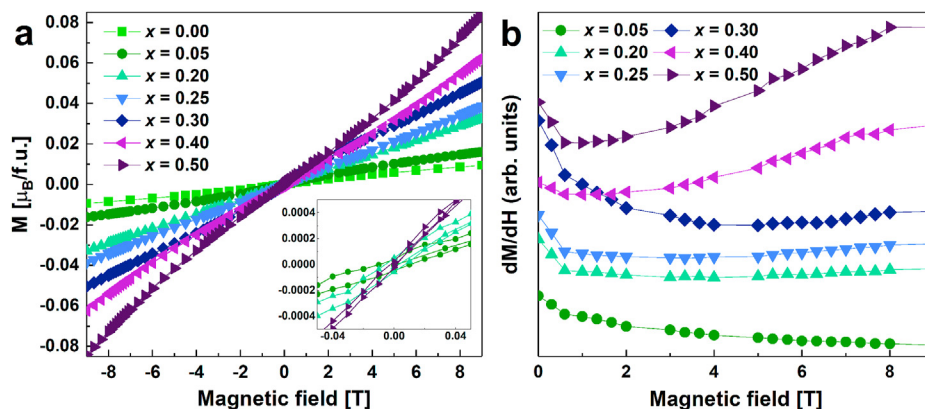 a
M [μB/f.u.]
0.08
0.06
0.04
0.02
0.00
-0.02
-0.04
-0.06
-0.08
x = 0.00
x = 0.05
x = 0.20
x = 0.25
x = 0.30
x = 0.40
x = 0.50
0.0004
0.0002
0.0000
-0.0002
-0.0004
-0.04 0.00 0.04
-8 -6 -4 -2 0 2 4 6 8
Magnetic field [T]
b
dM/dH (arb. units)
x = 0.05 x = 0.30
x = 0.20 x = 0.40
x = 0.25 x = 0.50
0 2 4 6 8
Magnetic field [T]